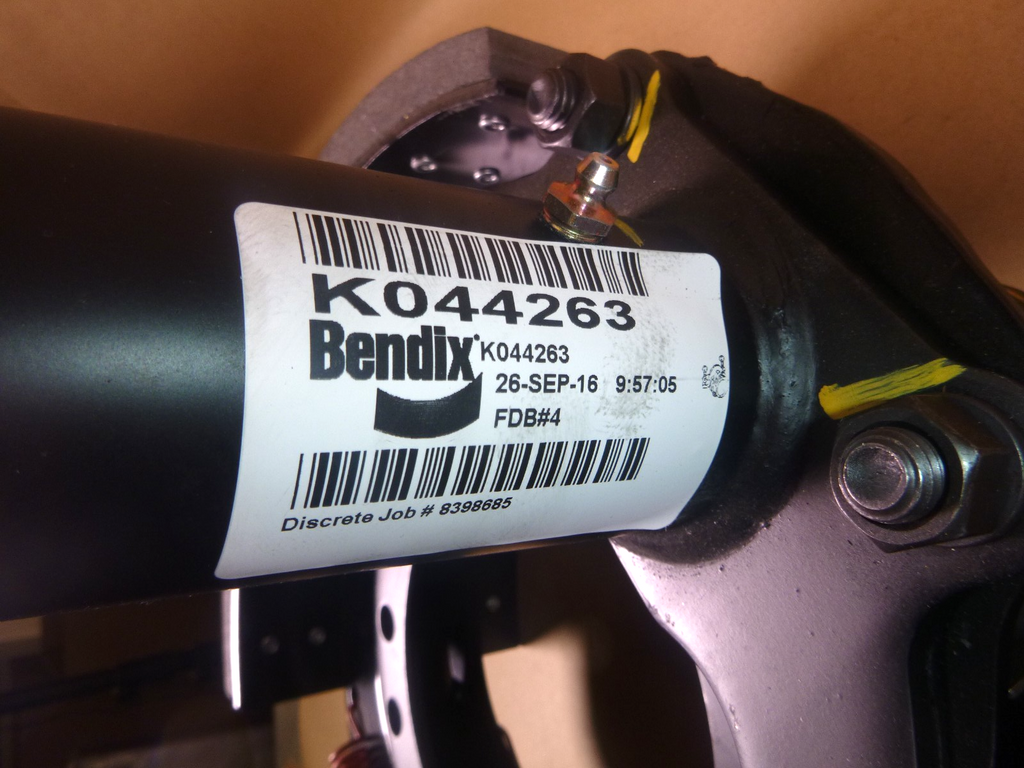 K044263
Bendix K044263
26-SEP-16 9:57:05
FDB#4
Discrete Job # 8398685